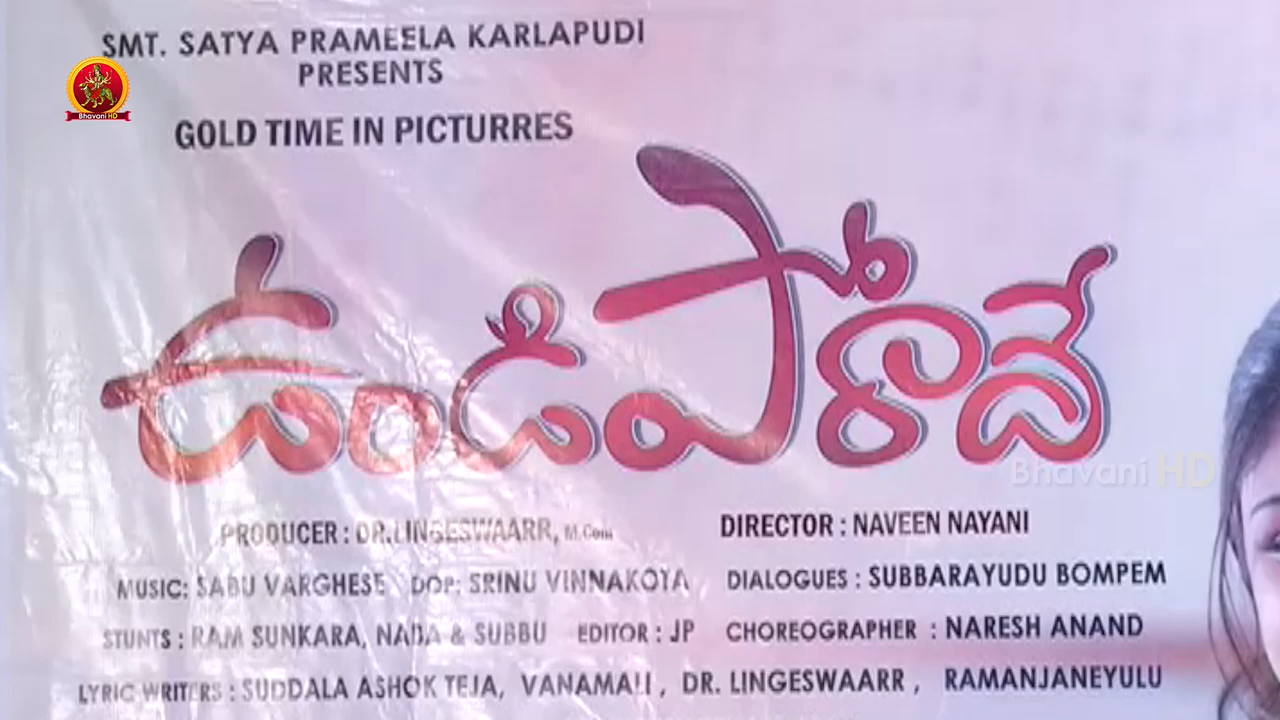 SMT. SATYA PRAMEELA KARLAPUDI
PRESENTS
Bhavani HD
GOLD TIME IN PICTURRES
ఉండిపోరాదే
Bhavani HD
PRODUCER : DR.LINGESWAARR, M.Com
DIRECTOR : NAVEEN NAYANI
MUSIC: SABU VARGHESE DOP: SRINU VINNAKOTA DIALOGUES : SUBBARAYUDU BOMPEM
STUNTS : RAM SUNKARA, NABA & SUBBU EDITOR : JP CHOREOGRAPHER : NARESH ANAND
LYRIC WRITERS : SUDDALA ASHOK TEJA, VANAMALI , DR. LINGESWAARR , RAMANJANEYULU